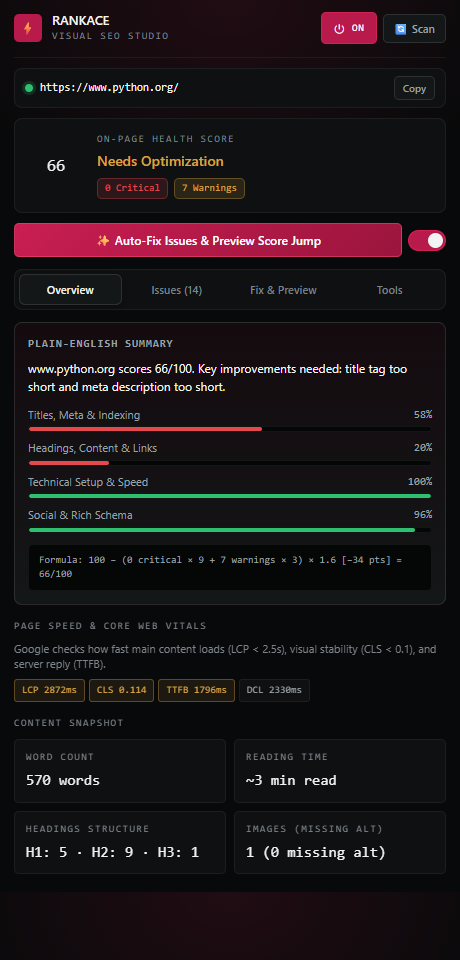 RANKACE
VISUAL SEO STUDIO
ON
Scan
https://www.python.org/
Copy
66
ON-PAGE HEALTH SCORE
Needs Optimization
0 Critical
7 Warnings
✨ Auto-Fix Issues & Preview Score Jump
Overview
Issues (14)
Fix & Preview
Tools
PLAIN-ENGLISH SUMMARY
www.python.org scores 66/100. Key improvements needed: title tag too
short and meta description too short.
Titles, Meta & Indexing 58%
Headings, Content & Links 20%
Technical Setup & Speed 100%
Social & Rich Schema 96%
Formula: 100 − (0 critical × 9 + 7 warnings × 3) × 1.6 [−34 pts] =
66/100
PAGE SPEED & CORE WEB VITALS
Google checks how fast main content loads (LCP < 2.5s), visual stability (CLS < 0.1), and
server reply (TTFB).
LCP 2872ms
CLS 0.114
TTFB 1796ms
DCL 2330ms
CONTENT SNAPSHOT
WORD COUNT
570 words
READING TIME
~3 min read
HEADINGS STRUCTURE
H1: 5 · H2: 9 · H3: 1
IMAGES (MISSING ALT)
1 (0 missing alt)